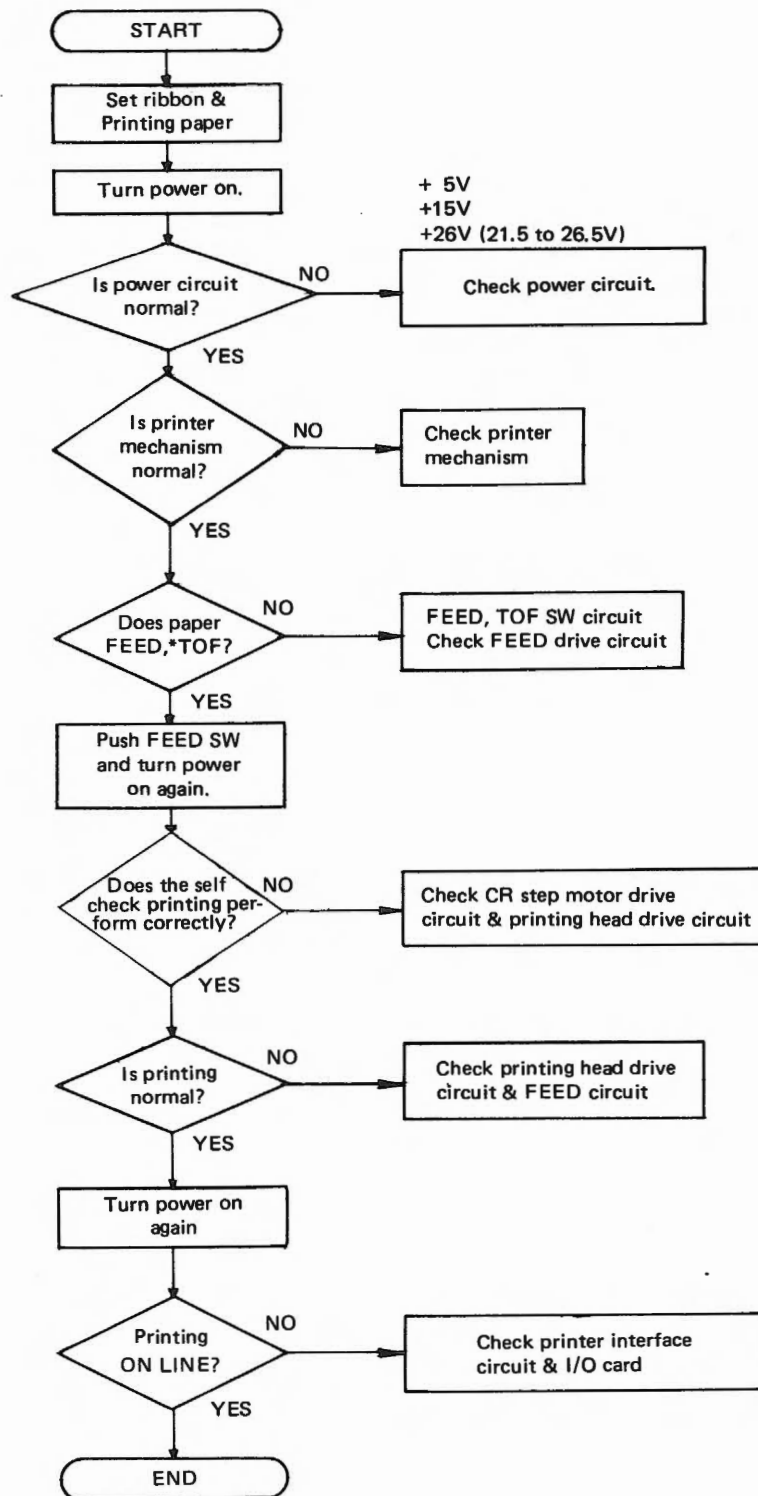 START
Set ribbon &
Printing paper
Turn power on.
+ 5V
+15V
+26V (21.5 to 26.5V)
Is power circuit
normal?
NO
Check power circuit.
YES
Is printer
mechanism
normal?
NO
Check printer
mechanism
YES
Does paper
FEED,*TOF?
NO
FEED, TOF SW circuit
Check FEED drive circuit
YES
Push FEED SW
and turn power
on again.
Does the self
check printing per-
form correctly?
NO
Check CR step motor drive
circuit & printing head drive circuit
YES
Is printing
normal?
NO
Check printing head drive
circuit & FEED circuit
YES
Turn power on
again
Printing
ON LINE?
NO
Check printer interface
circuit & I/O card
YES
END